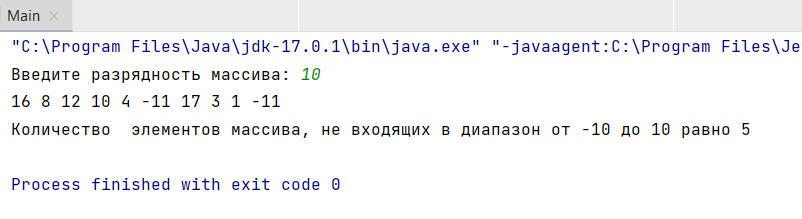 Main
"C:\Program Files\Java\jdk-17.0.1\bin\java.exe" "-javaagent:C:\Program Files\Je
Введите разрядность массива: 10
16 8 12 10 4 -11 17 3 1 -11
Количество  элементов массива, не входящих в диапазон от -10 до 10 равно 5
Process finished with exit code 0